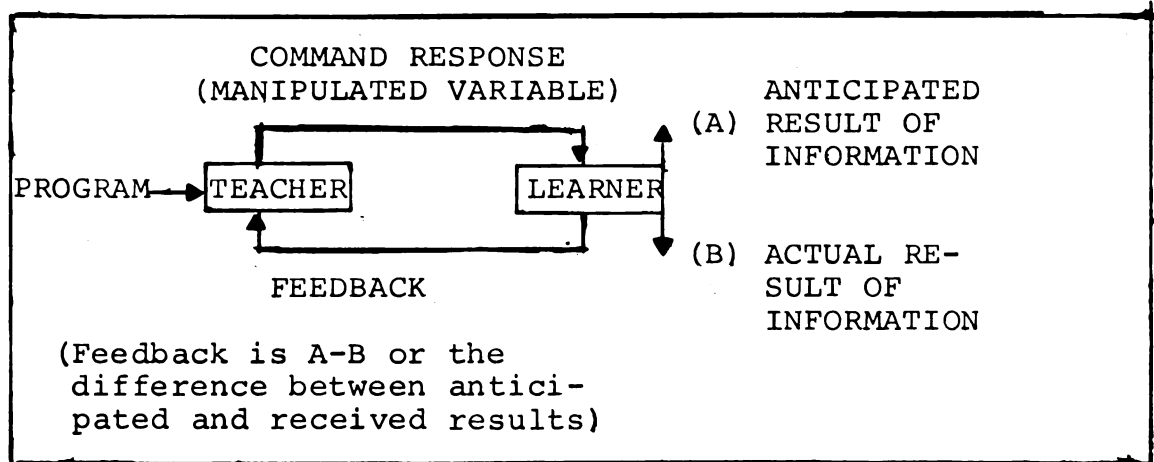 COMMAND RESPONSE
(MANIPULATED VARIABLE)
ANTICIPATED
(A) RESULT OF
INFORMATION
PROGRAM
TEACHER
LEARNER
(B) ACTUAL RE-
SULT OF
INFORMATION
FEEDBACK
(Feedback is A-B or the
difference between antici-
pated and received results)